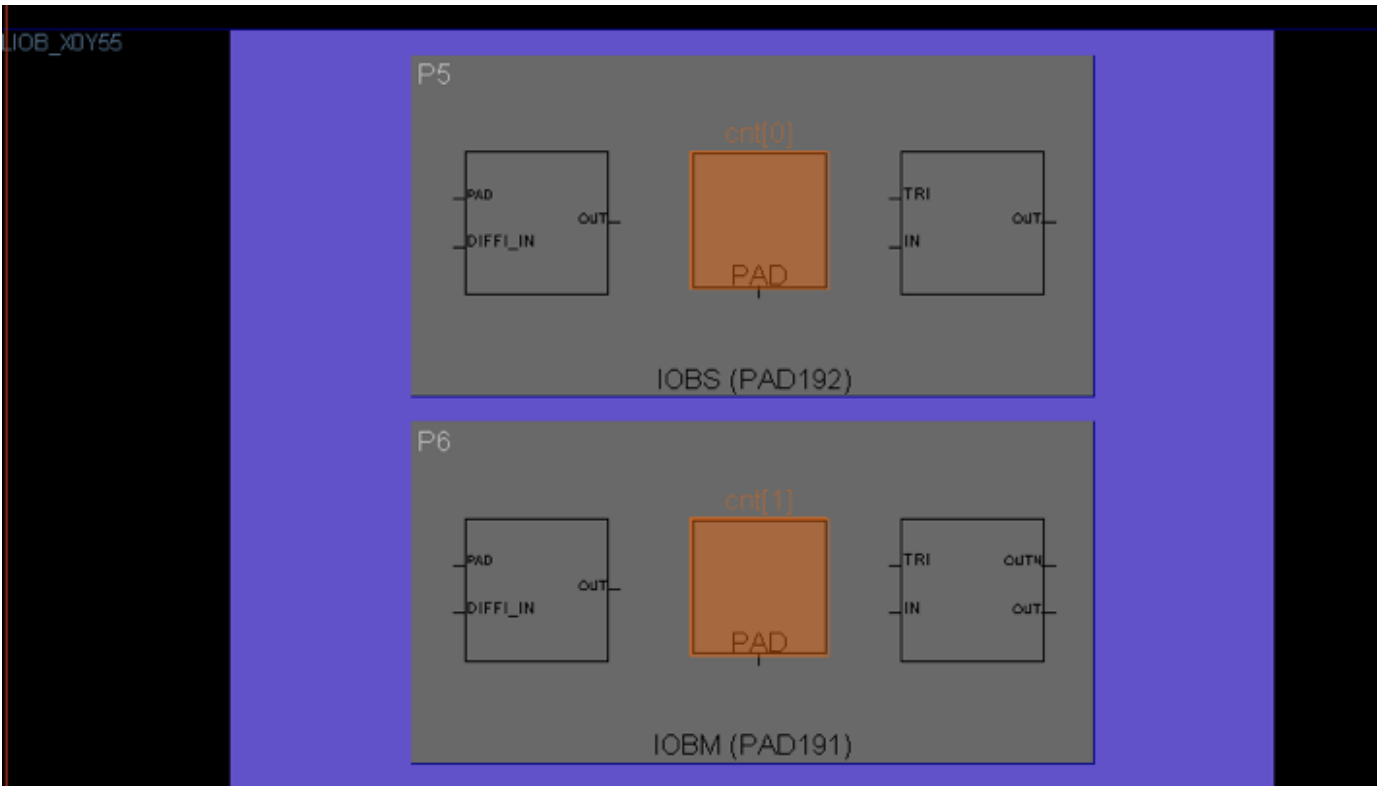 LIOB_X0Y55
P5
cnt[0]
PAD
DIFFI_IN
OUT
PAD
TRI
IN
OUT
IOBS (PAD192)
P6
cnt[1]
PAD
DIFFI_IN
OUT
PAD
TRI
IN
OUTN
OUT
IOBM (PAD191)